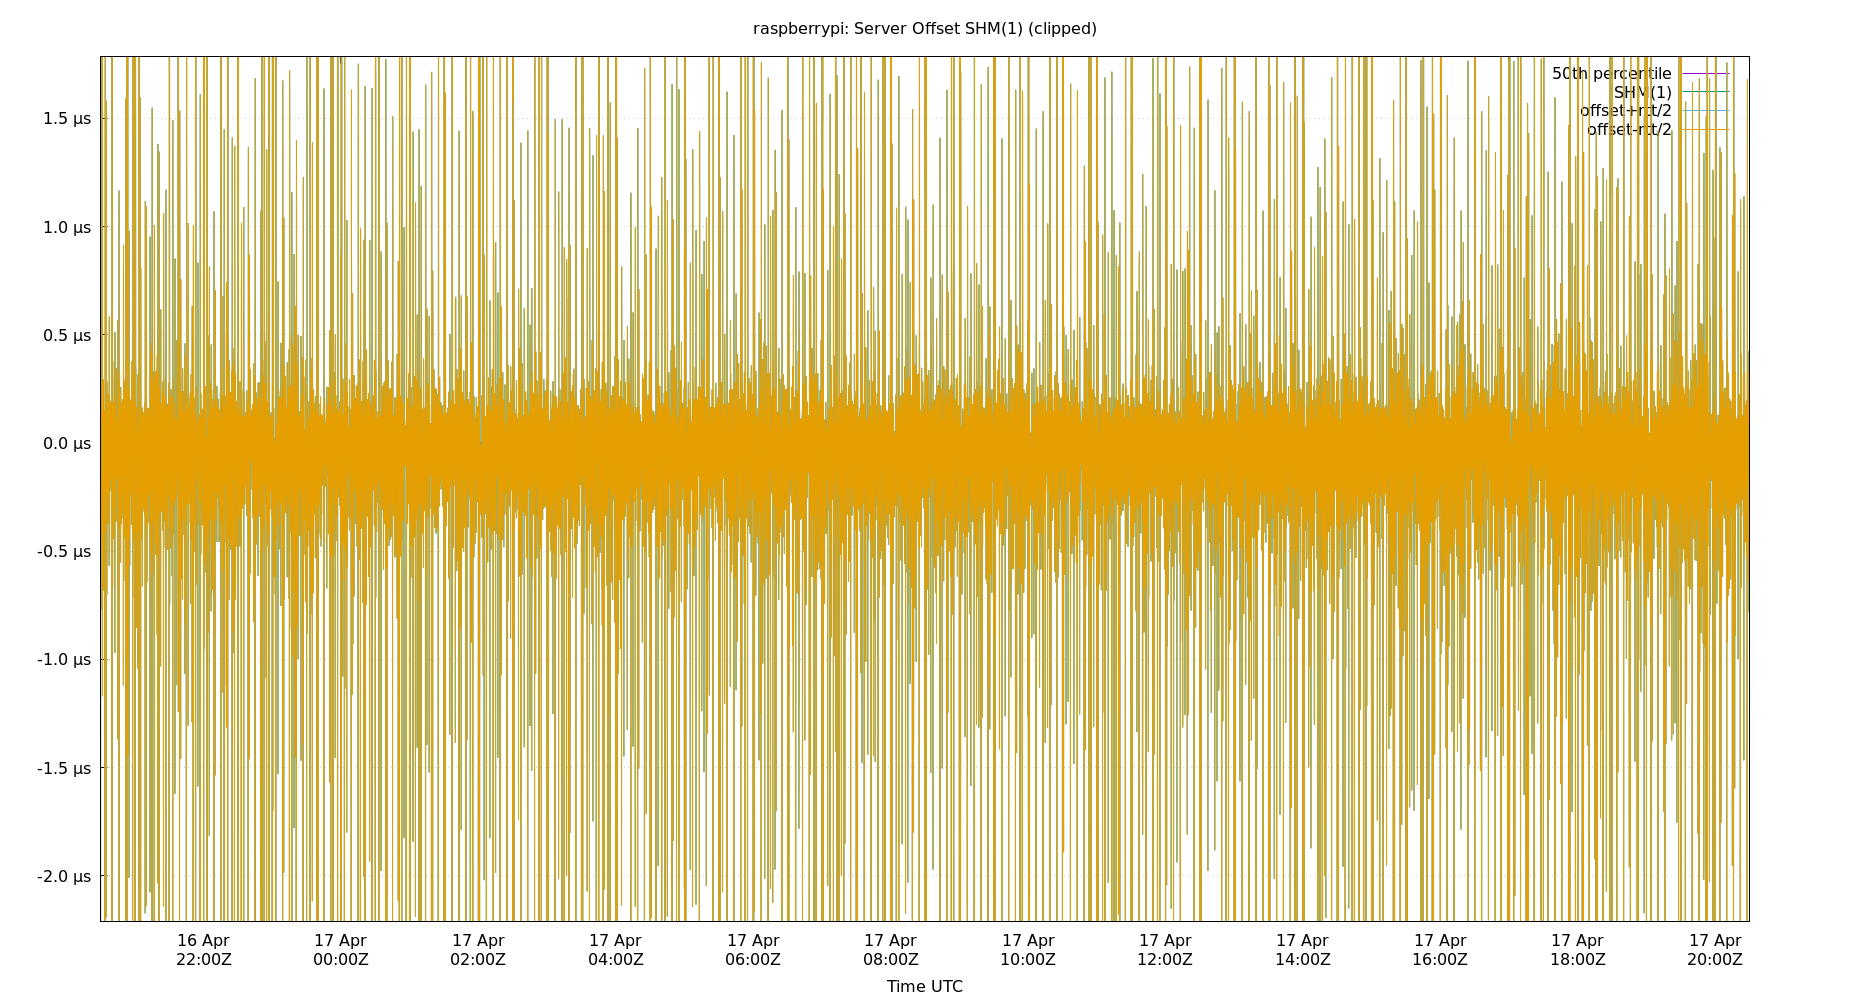 raspberrypi: Server Offset SHM(1) (clipped)
50th percentile
SHM(1)
offset+rtt/2
offset-rtt/2
1.5 µs
1.0 µs
0.5 µs
0.0 µs
-0.5 µs
-1.0 µs
-1.5 µs
-2.0 µs
16 Apr 17 Apr 17 Apr 17 Apr 17 Apr 17 Apr 17 Apr 17 Apr 17 Apr 17 Apr 17 Apr 17 Apr
22:00Z 00:00Z 02:00Z 04:00Z 06:00Z 08:00Z 10:00Z 12:00Z 14:00Z 16:00Z 18:00Z 20:00Z
Time UTC